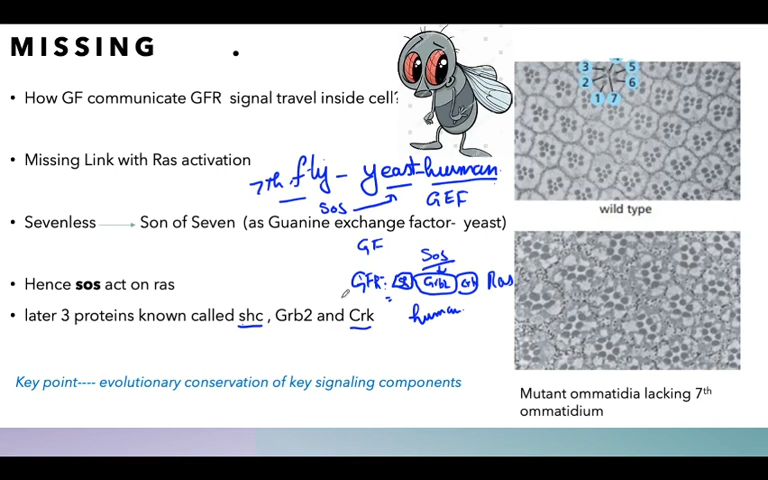 MISSING .
• How GF communicate GFR signal travel inside cell?
• Missing Link with Ras activation
7th fly – yeast – human
sos GEF
• Sevenless Son of Seven (as Guanine exchange factor- yeast)
GF
Sos
• Hence sos act on ras
GFR: Grb2 Crk Ras
• later 3 proteins known called shc , Grb2 and Crk
human
Key point---- evolutionary conservation of key signaling components
3 5
2 6
1 7
wild type
Mutant ommatidia lacking 7th
ommatidium